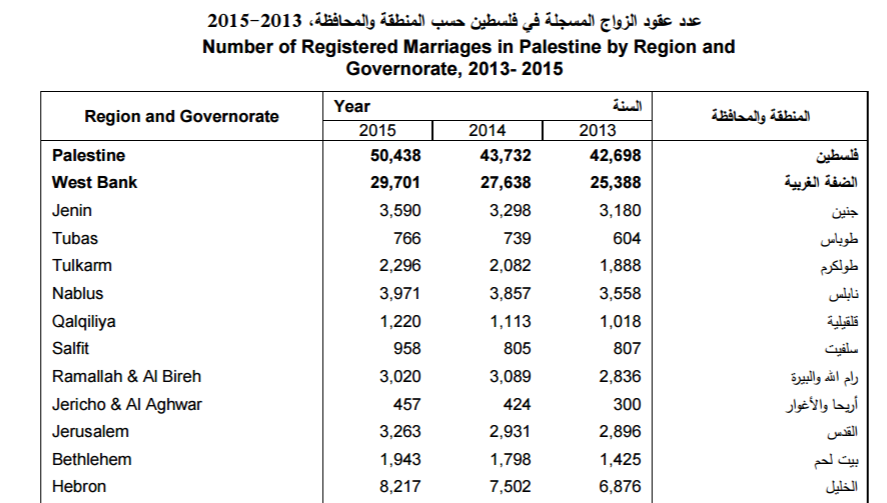 عدد عقود الزواج المسجلة في فلسطين حسب المنطقة والمحافظة، 2013-2015
Number of Registered Marriages in Palestine by Region and
Governorate, 2013- 2015
Region and Governorate Year السنة المنطقة والمحافظة
2015 2014 2013
Palestine 50,438 43,732 42,698 فلسطين
West Bank 29,701 27,638 25,388 الضفة الغربية
Jenin 3,590 3,298 3,180 جنين
Tubas 766 739 604 طوباس
Tulkarm 2,296 2,082 1,888 طولكرم
Nablus 3,971 3,857 3,558 نابلس
Qalqiliya 1,220 1,113 1,018 قلقيلية
Salfit 958 805 807 سلفيت
Ramallah & Al Bireh 3,020 3,089 2,836 رام الله والبيرة
Jericho & Al Aghwar 457 424 300 أريحا والأغوار
Jerusalem 3,263 2,931 2,896 القدس
Bethlehem 1,943 1,798 1,425 بيت لحم
Hebron 8,217 7,502 6,876 الخليل